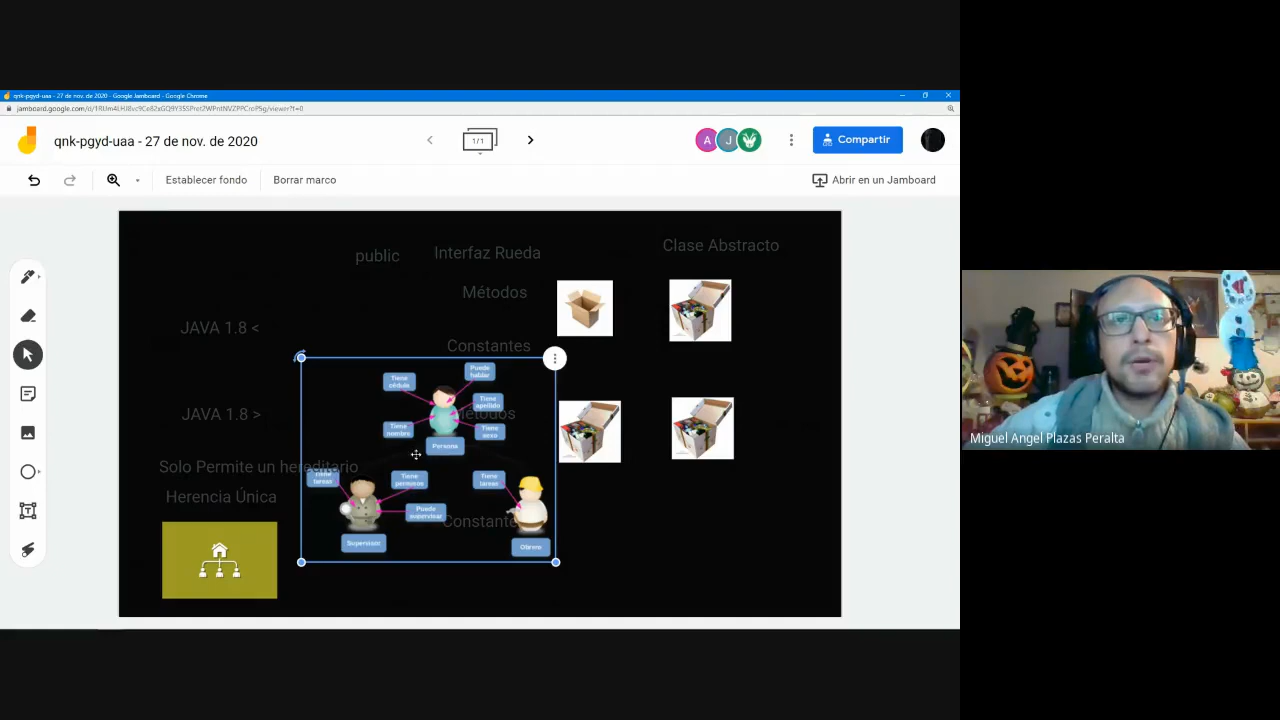 qnk-pgyd-uaa - 27 de nov. de 2020 - Google Jamboard - Google Chrome
qnk-pgyd-uaa - 27 de nov. de 2020
1/1
A
J
Compartir
Establecer fondo
Borrar marco
Abrir en un Jamboard
public
Interfaz Rueda
Clase Abstracto
Métodos
JAVA 1.8 <
Constantes
Puede hablar
Tiene cédula
Tiene apellido
JAVA 1.8 >
Métodos
Tiene nombre
Tiene sexo
Persona
Solo Permite un hereditario
Tiene tareas
Tiene personas
Tiene tareas
Herencia Única
Puede supervisar
Constante
Supervisor
Obrero
Miguel Angel Plazas Peralta